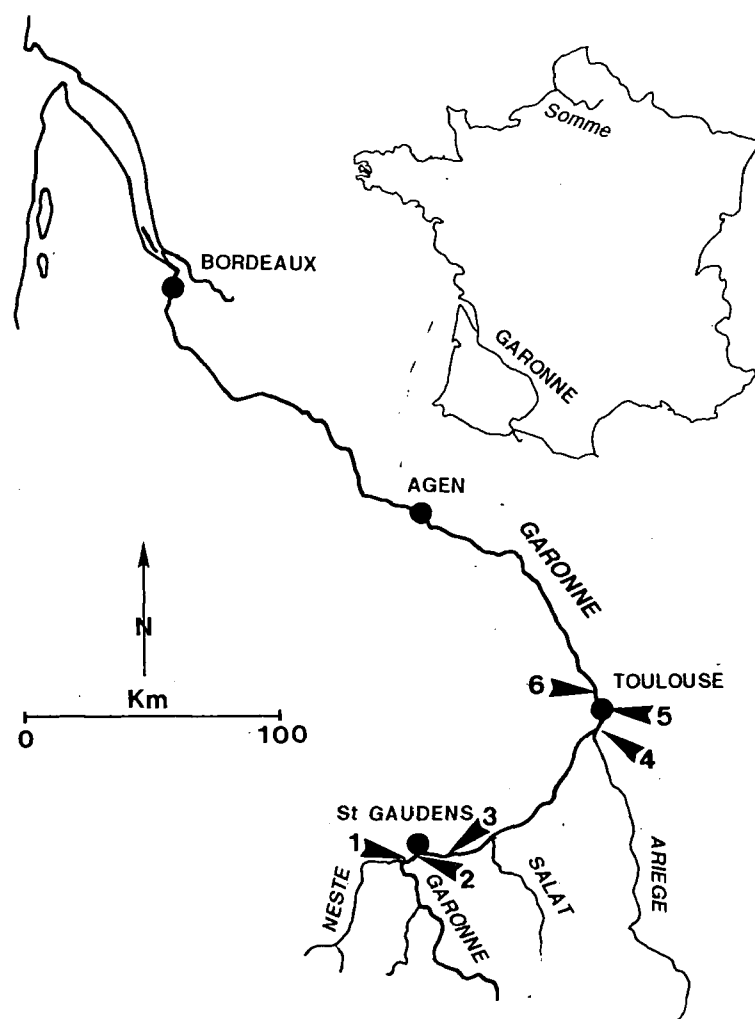 Somme
BORDEAUX
GARONNE
AGEN
GARONNE
N
Km
0 100
6
TOULOUSE
5
4
St GAUDENS
3
1
2
NESTE
GARONNE
SALAT
ARIEGE